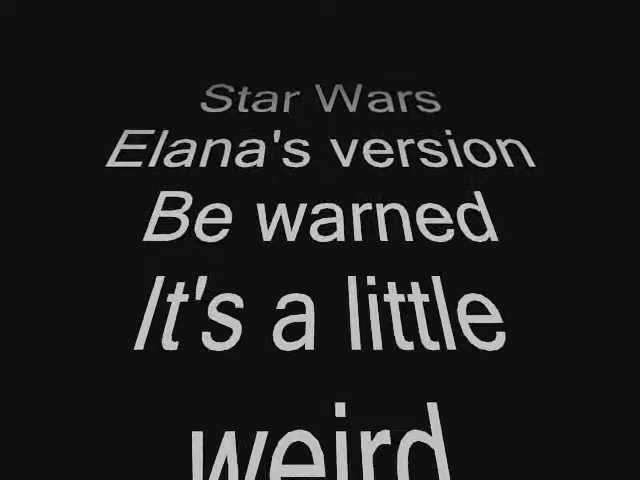 Star Wars
Elana's version
Be warned
It's a little
weird